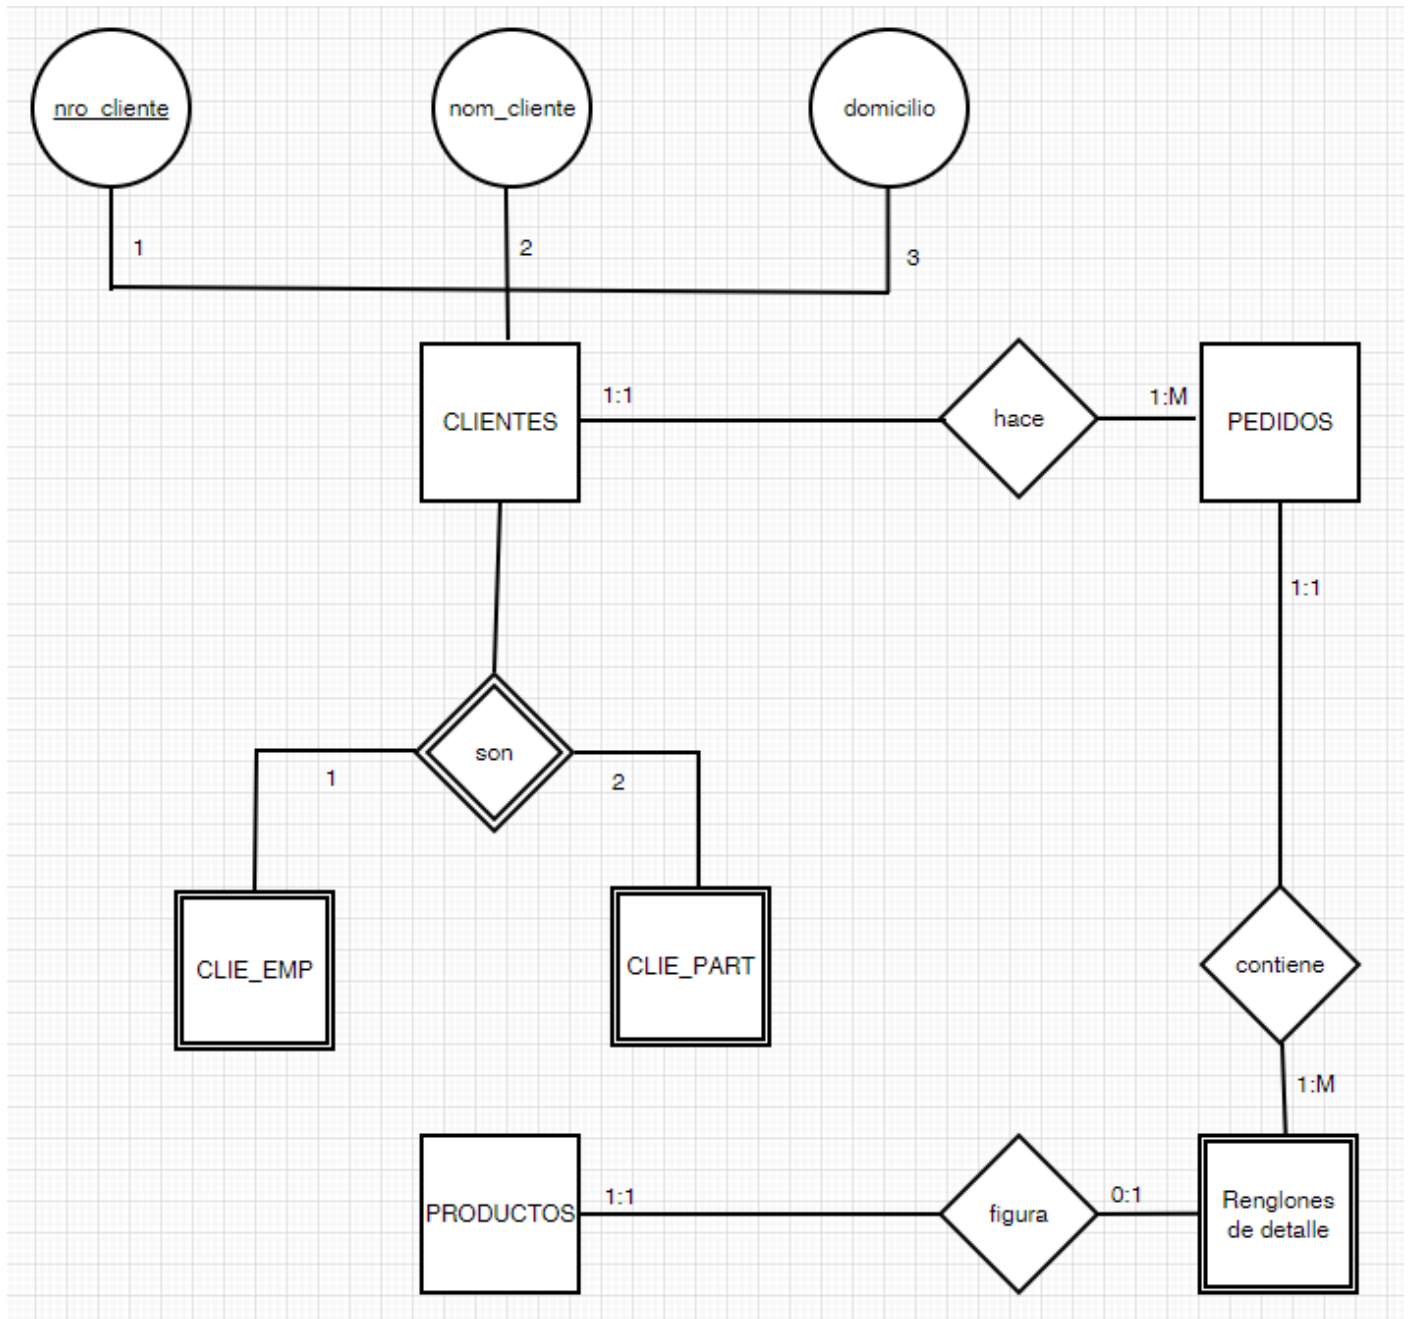 nro_cliente
nom_cliente
domicilio
1
2
3
CLIENTES
1:1
hace
1:M
PEDIDOS
1:1
son
1
2
CLIE_EMP
CLIE_PART
contiene
1:M
PRODUCTOS
1:1
figura
0:1
Renglones
de detalle